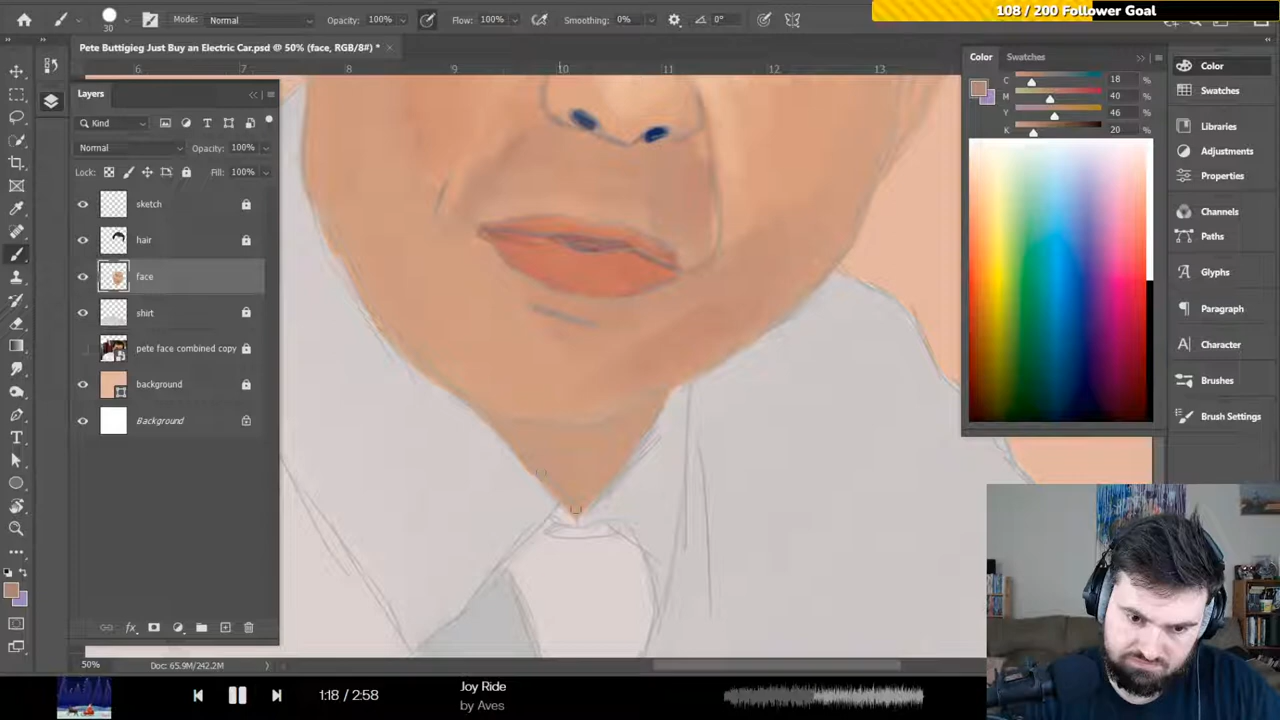 108 / 200 Follower Goal
30
Mode: Normal
Opacity: 100%
Flow: 100%
Smoothing: 0%
0°
Pete Buttigieg Just Buy an Electric Car.psd @ 50% (face, RGB/8#) *
6 7 8 9 10 11 12 13
Layers
Kind
Normal
Opacity: 100%
Lock:
Fill: 100%
sketch
hair
face
shirt
pete face combined copy
background
Background
fx
50%
Doc: 65.9M/242.2M
Color
Swatches
C 18 %
M 40 %
Y 46 %
K 20 %
Color
Swatches
Libraries
Adjustments
Properties
Channels
Paths
Glyphs
Paragraph
Character
Brushes
Brush Settings
1:18 / 2:58
Joy Ride
by Aves